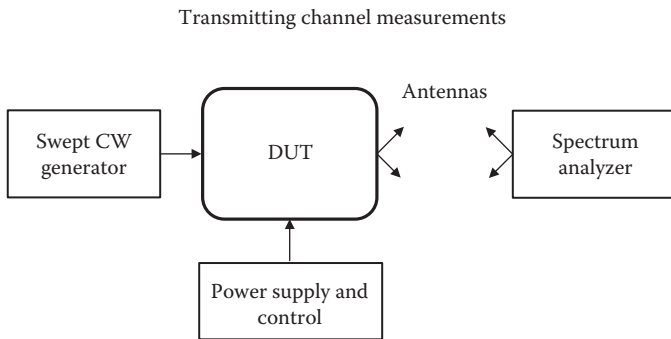 Transmitting channel measurements
Antennas
Swept CW
generator
DUT
Spectrum
analyzer
Power supply and
control